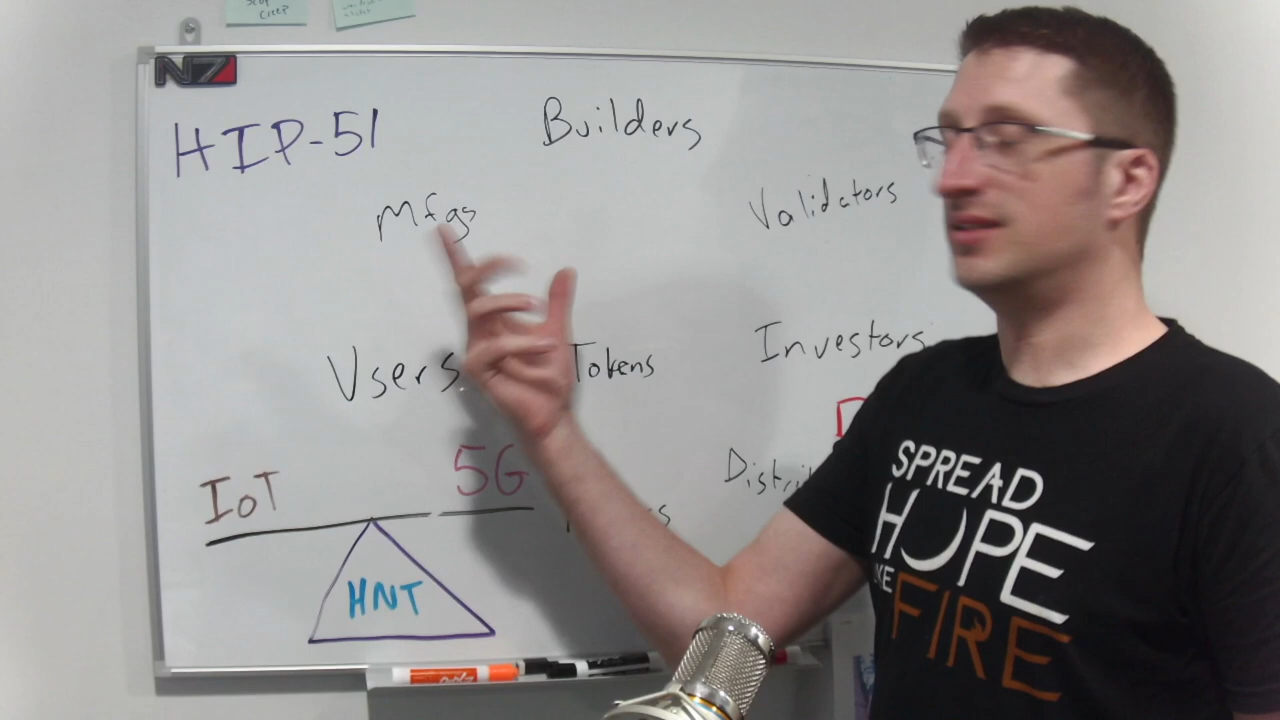 N7
HIP-51
Builders
Mfgs
Validators
Users
Tokens
Investors
IoT
5G
HNT
SPREAD
HOPE
FIRE